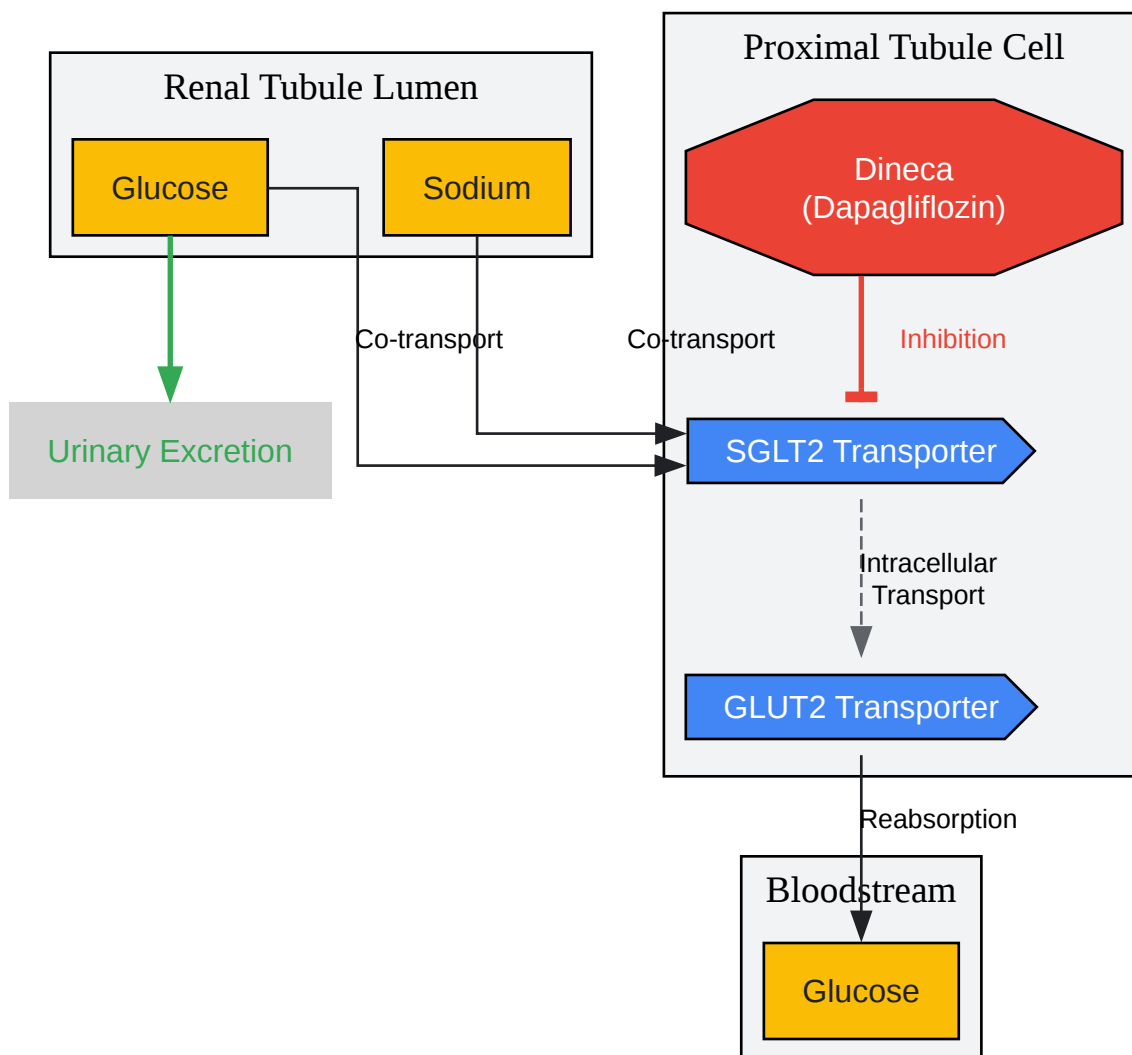 Proximal Tubule Cell
Renal Tubule Lumen
Glucose
Sodium
Dineca
(Dapagliflozin)
Co-transport
Co-transport
Inhibition
Urinary Excretion
SGLT2 Transporter
Intracellular
Transport
GLUT2 Transporter
Reabsorption
Bloodstream
Glucose